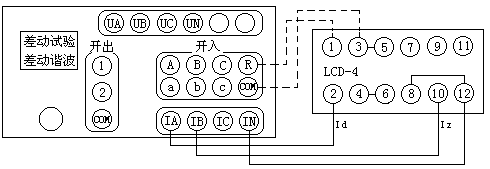 UA UB UC UN
差动试验
差动谐波
开出
开入
1
2
COM
A B C R
a b c COM
IA IB IC IN
1 3 5 7 9 11
LCD-4
2 4 6 8 10 12
Id
Iz